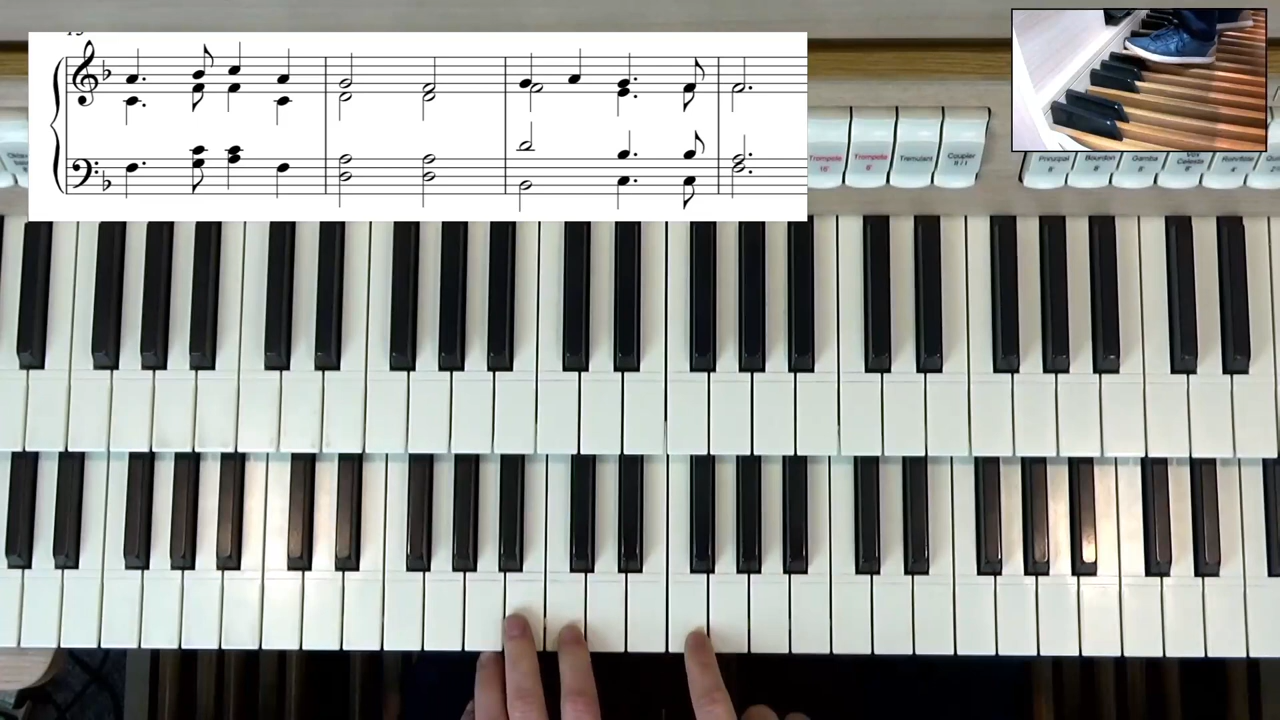 Trompete 16'
Trompete 8'
Tremulant
Coupler II / I
Prinzipal 8'
Bourdon 8'
Gamba 8'
Vox Celeste 8'
Rohrflöte 4'